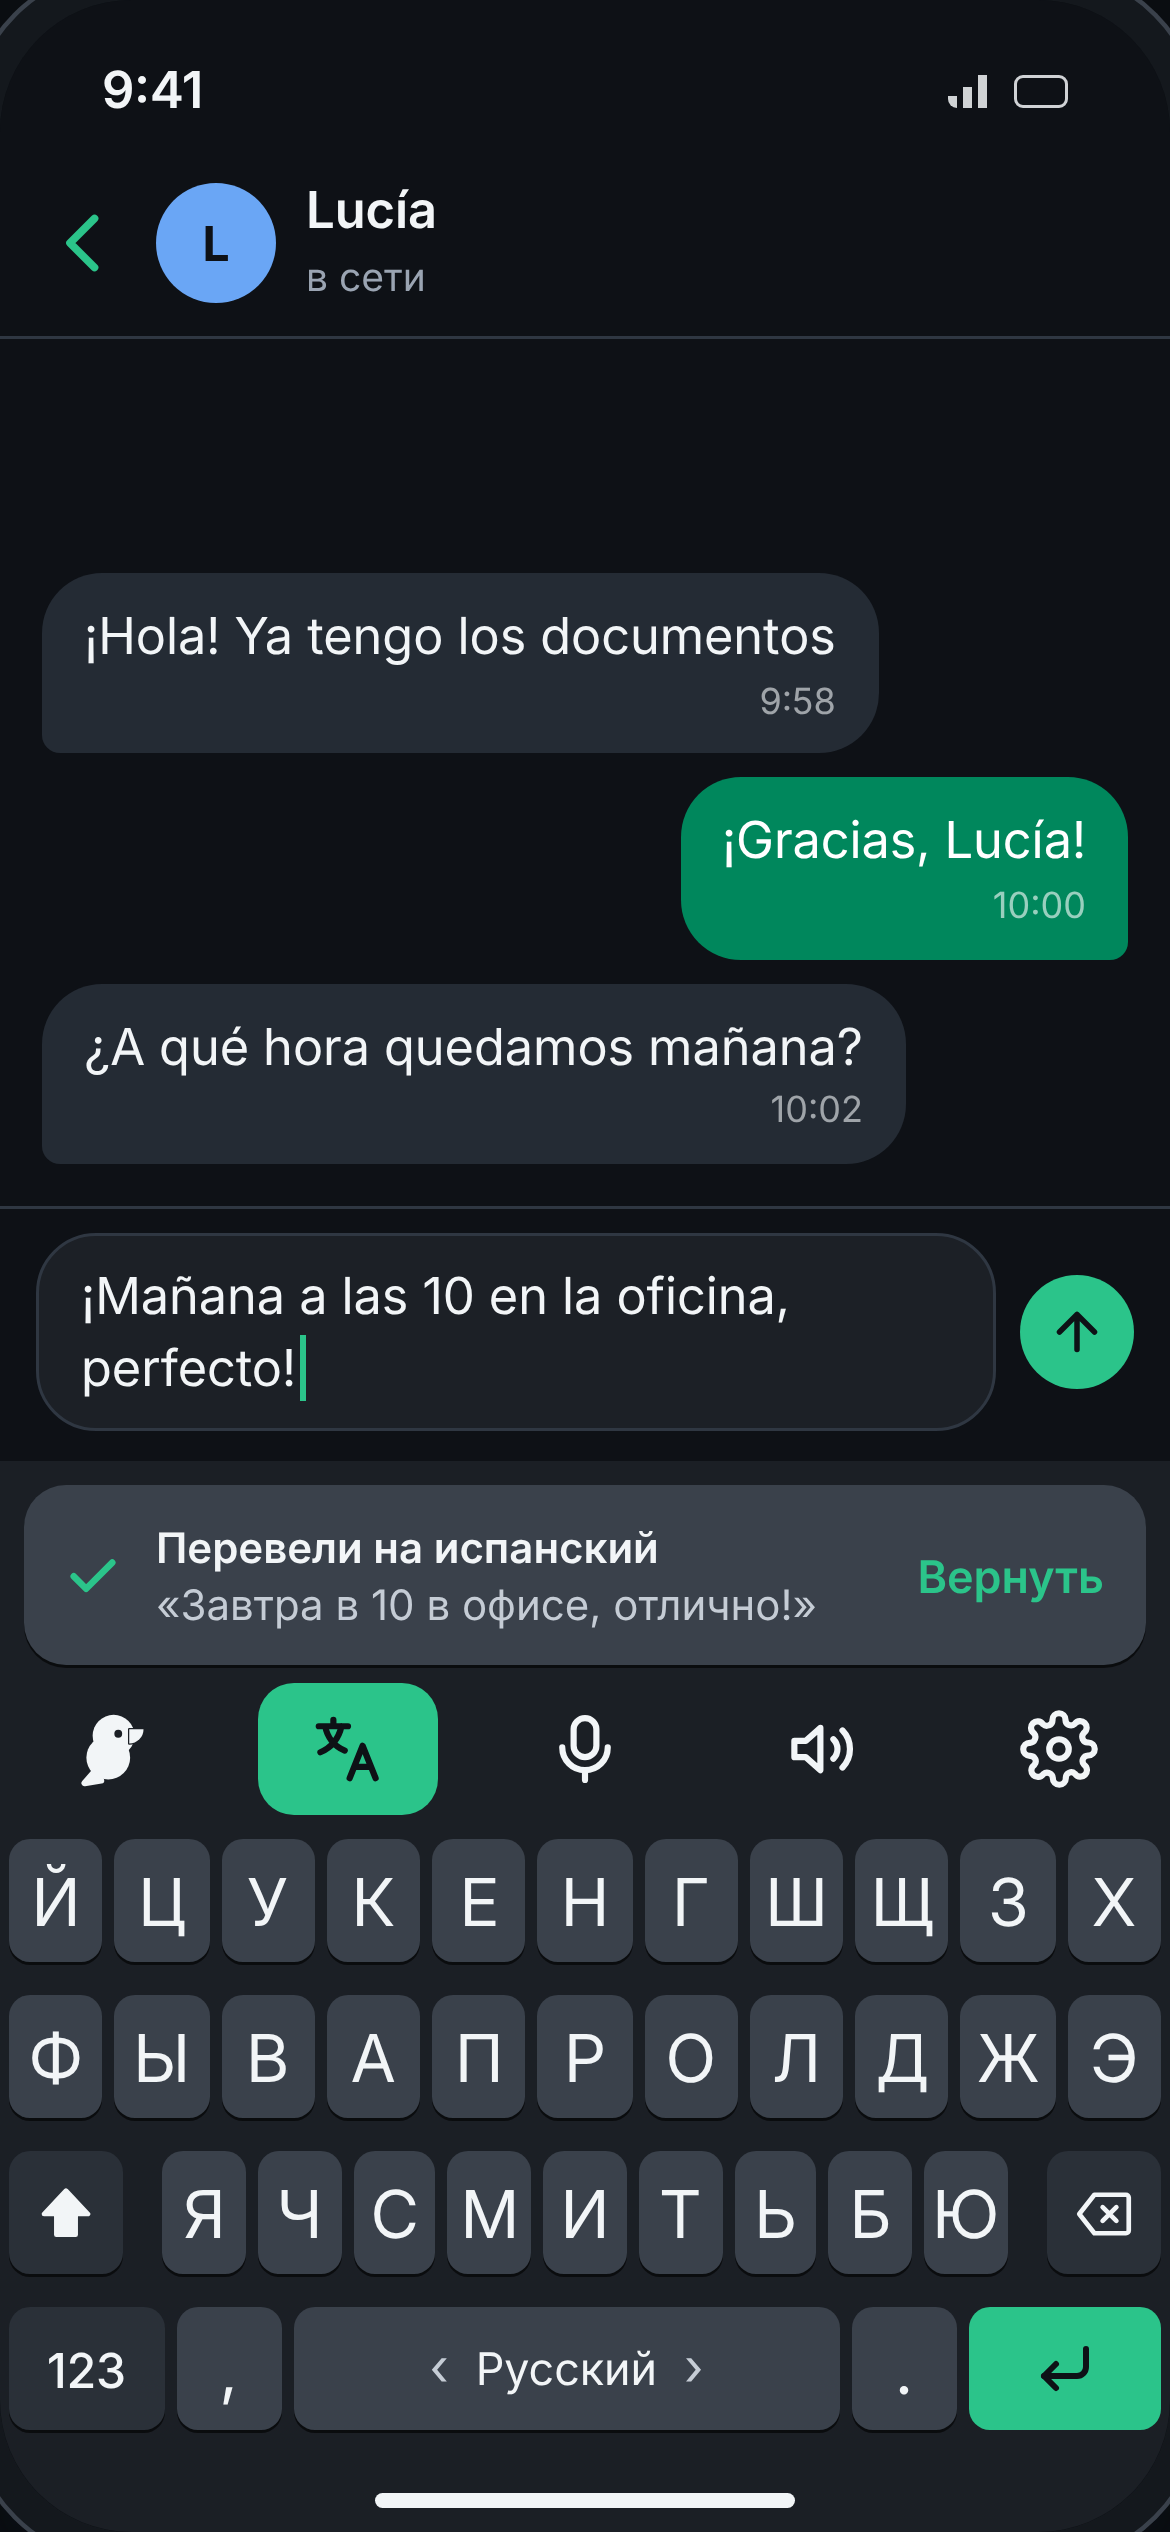 9:41
L
Lucía
в сети
¡Hola! Ya tengo los documentos
9:58
¡Gracias, Lucía!
10:00
¿A qué hora quedamos mañana?
10:02
¡Mañana a las 10 en la oficina,
perfecto!
Перевели на испанский
«Завтра в 10 в офисе, отлично!»
Вернуть
Й Ц У К Е Н Г Ш Щ З Х
Ф Ы В А П Р О Л Д Ж Э
Я Ч С М И Т Ь Б Ю
123 , ‹ Русский › .